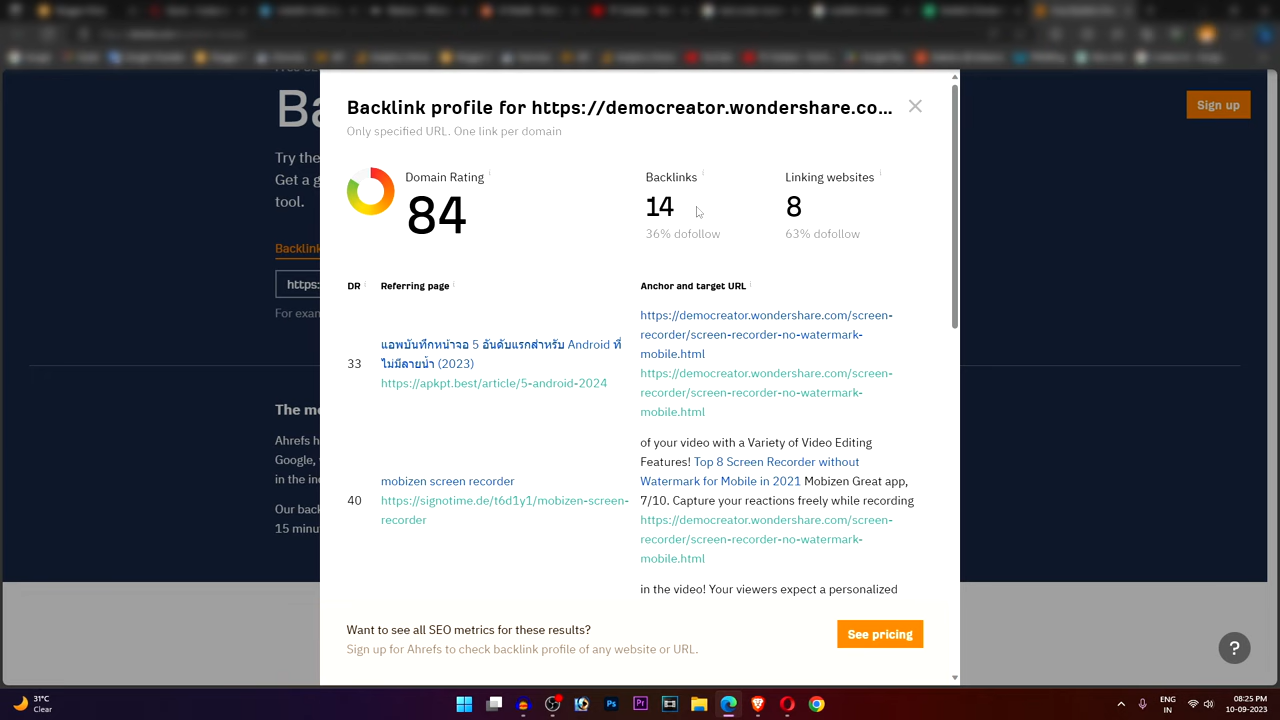 Ba
Sign up
Try the
Get a g
tool.
Backlink
https:
For exan
The me
Ahrefs h
Google,
in the in
Our back
15 minu
Backlink profile for https://democreator.wondershare.co...
Only specified URL. One link per domain
Domain Rating
84
Backlinks
14
36% dofollow
Linking websites
8
63% dofollow
DR
Referring page
Anchor and target URL
33
แอพบันทึกหน้าจอ 5 อันดับแรกสำหรับ Android ที่
ไม่มีลายน้ำ (2023)
https://apkpt.best/article/5-android-2024
https://democreator.wondershare.com/screen-
recorder/screen-recorder-no-watermark-
mobile.html
https://democreator.wondershare.com/screen-
recorder/screen-recorder-no-watermark-
mobile.html
40
mobizen screen recorder
https://signotime.de/t6d1y1/mobizen-screen-
recorder
of your video with a Variety of Video Editing
Features! Top 8 Screen Recorder without
Watermark for Mobile in 2021 Mobizen Great app,
7/10. Capture your reactions freely while recording
https://democreator.wondershare.com/screen-
recorder/screen-recorder-no-watermark-
mobile.html
in the video! Your viewers expect a personalized
Want to see all SEO metrics for these results?
Sign up for Ahrefs to check backlink profile of any website or URL.
See pricing
?
31°C
Clear
ENG
IN
08:25 PM
10-09-2023